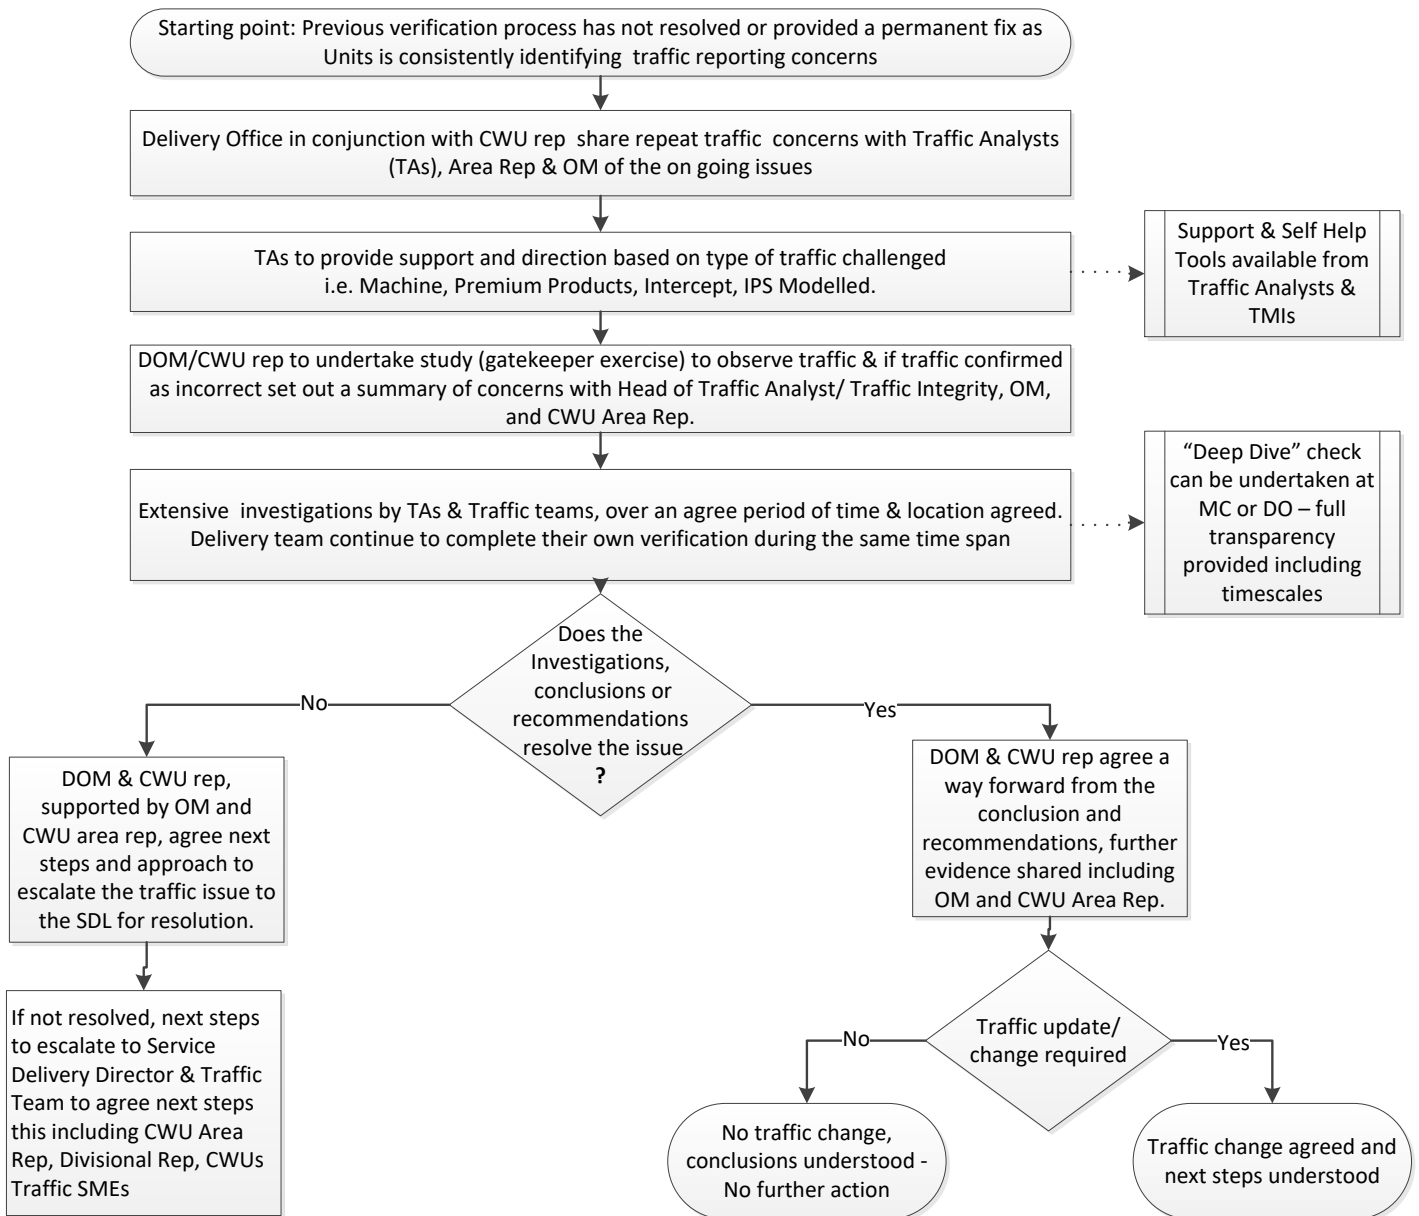 Starting point: Previous verification process has not resolved or provided a permanent fix as
Units is consistently identifying traffic reporting concerns
Delivery Office in conjunction with CWU rep share repeat traffic concerns with Traffic Analysts
(TAs), Area Rep & OM of the on going issues
TAs to provide support and direction based on type of traffic challenged
i.e. Machine, Premium Products, Intercept, IPS Modelled.
Support & Self Help
Tools available from
Traffic Analysts &
TMIs
DOM/CWU rep to undertake study (gatekeeper exercise) to observe traffic & if traffic confirmed
as incorrect set out a summary of concerns with Head of Traffic Analyst/ Traffic Integrity, OM,
and CWU Area Rep.
Extensive investigations by TAs & Traffic teams, over an agree period of time & location agreed.
Delivery team continue to complete their own verification during the same time span
“Deep Dive” check
can be undertaken at
MC or DO – full
transparency
provided including
timescales
Does the
Investigations,
conclusions or
recommendations
resolve the issue
?
No
Yes
DOM & CWU rep,
supported by OM and
CWU area rep, agree next
steps and approach to
escalate the traffic issue to
the SDL for resolution.
If not resolved, next steps
to escalate to Service
Delivery Director & Traffic
Team to agree next steps
this including CWU Area
Rep, Divisional Rep, CWUs
Traffic SMEs
DOM & CWU rep agree a
way forward from the
conclusion and
recommendations, further
evidence shared including
OM and CWU Area Rep.
Traffic update/
change required
No
Yes
No traffic change,
conclusions understood -
No further action
Traffic change agreed and
next steps understood